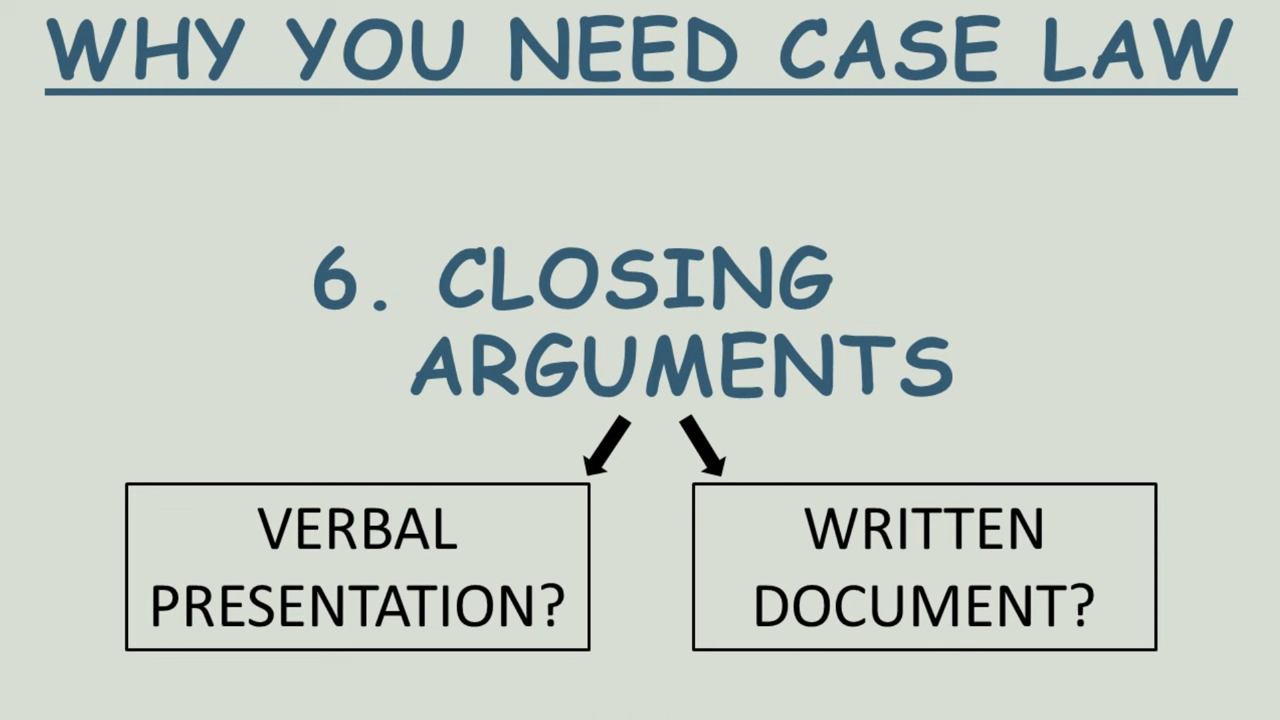 WHY YOU NEED CASE LAW
6. CLOSING
ARGUMENTS
VERBAL
PRESENTATION?
WRITTEN
DOCUMENT?